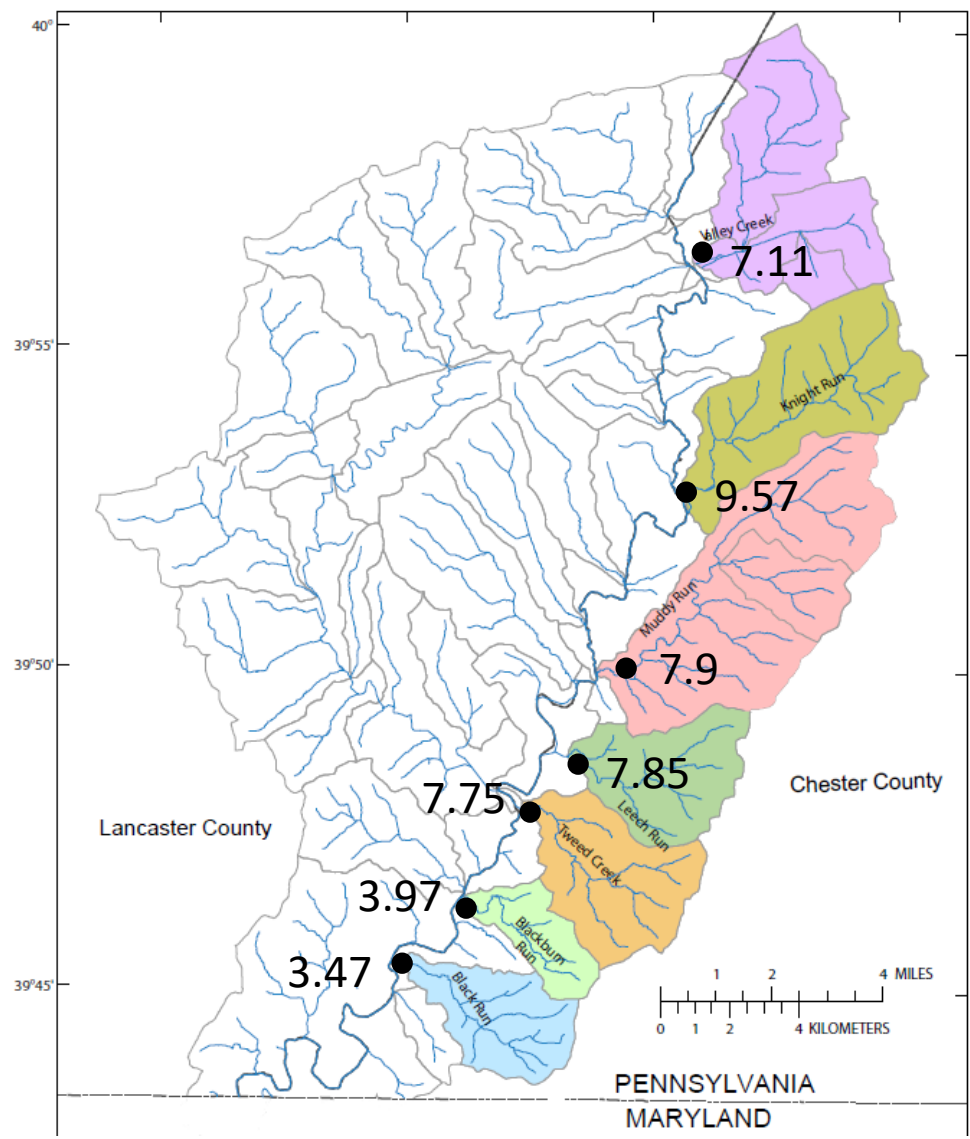 40°
Valley Creek
7.11
39°55'
Knight Run
9.57
Muddy Run
39°50'
7.9
7.85
Chester County
7.75
Leech Run
Lancaster County
Tweed Creek
3.97
Blackburn
Run
3.47
Black Run
39°45'
1 2 4 MILES
0 1 2 4 KILOMETERS
PENNSYLVANIA
MARYLAND